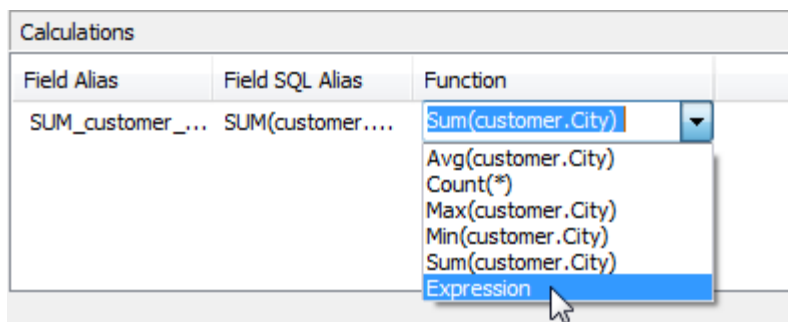 Calculations
Field Alias Field SQL Alias Function
SUM_customer_... SUM(customer.... Sum(customer.City)
Avg(customer.City)
Count(*)
Max(customer.City)
Min(customer.City)
Sum(customer.City)
Expression